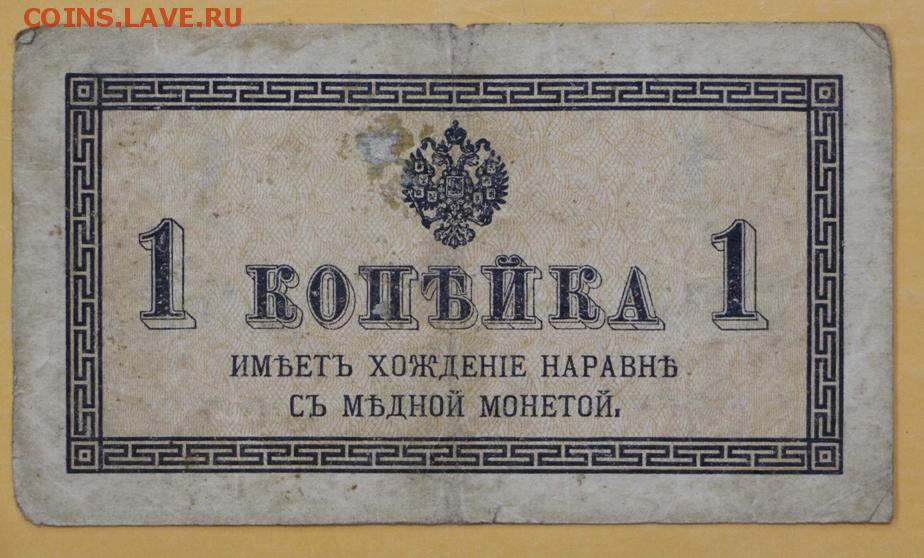 COINS.LAVE.RU
1 КОПѢЙКА 1
ИМѢЕТЪ ХОЖДЕНІЕ НАРАВНѢ
СЪ МѢДНОЙ МОНЕТОЙ.